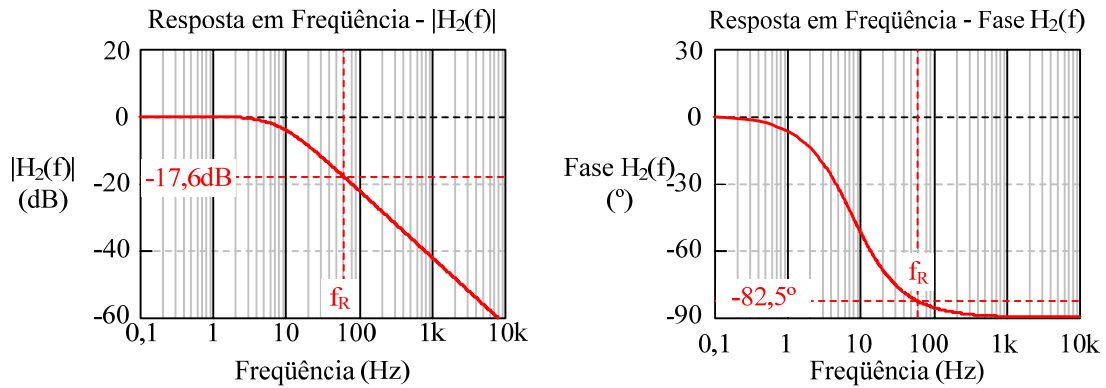 Resposta em Freqüência - |H₂(f)|
20
0
-20
-40
-60
|H₂(f)|
(dB)
-17,6dB
f_R
0,1
1
10
100
1k
10k
Freqüência (Hz)
Resposta em Freqüência - Fase H₂(f)
30
0
-30
-60
-90
Fase H₂(f)
(º)
-82,5º
f_R
0,1
1
10
100
1k
10k
Freqüência (Hz)